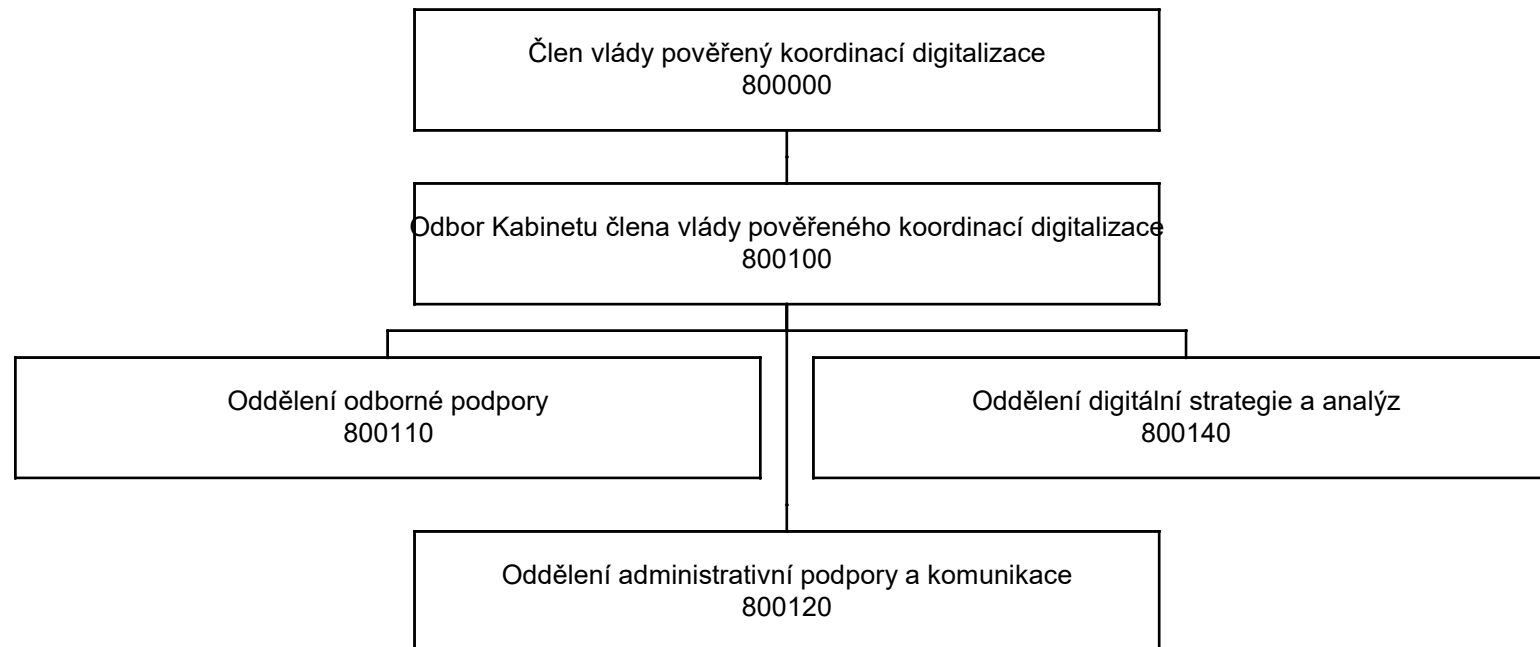 Člen vlády pověřený koordinací digitalizace
800000
Odbor Kabinetu člena vlády pověřeného koordinací digitalizace
800100
Oddělení odborné podpory
800110
Oddělení digitální strategie a analýz
800140
Oddělení administrativní podpory a komunikace
800120